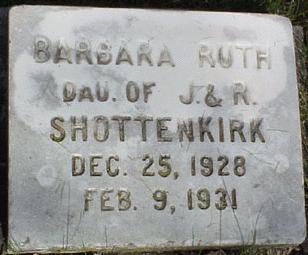 BARBARA RUTH
DAU. OF J & R.
SHOTTENKIRK
DEC. 25, 1928
FEB. 9, 1931